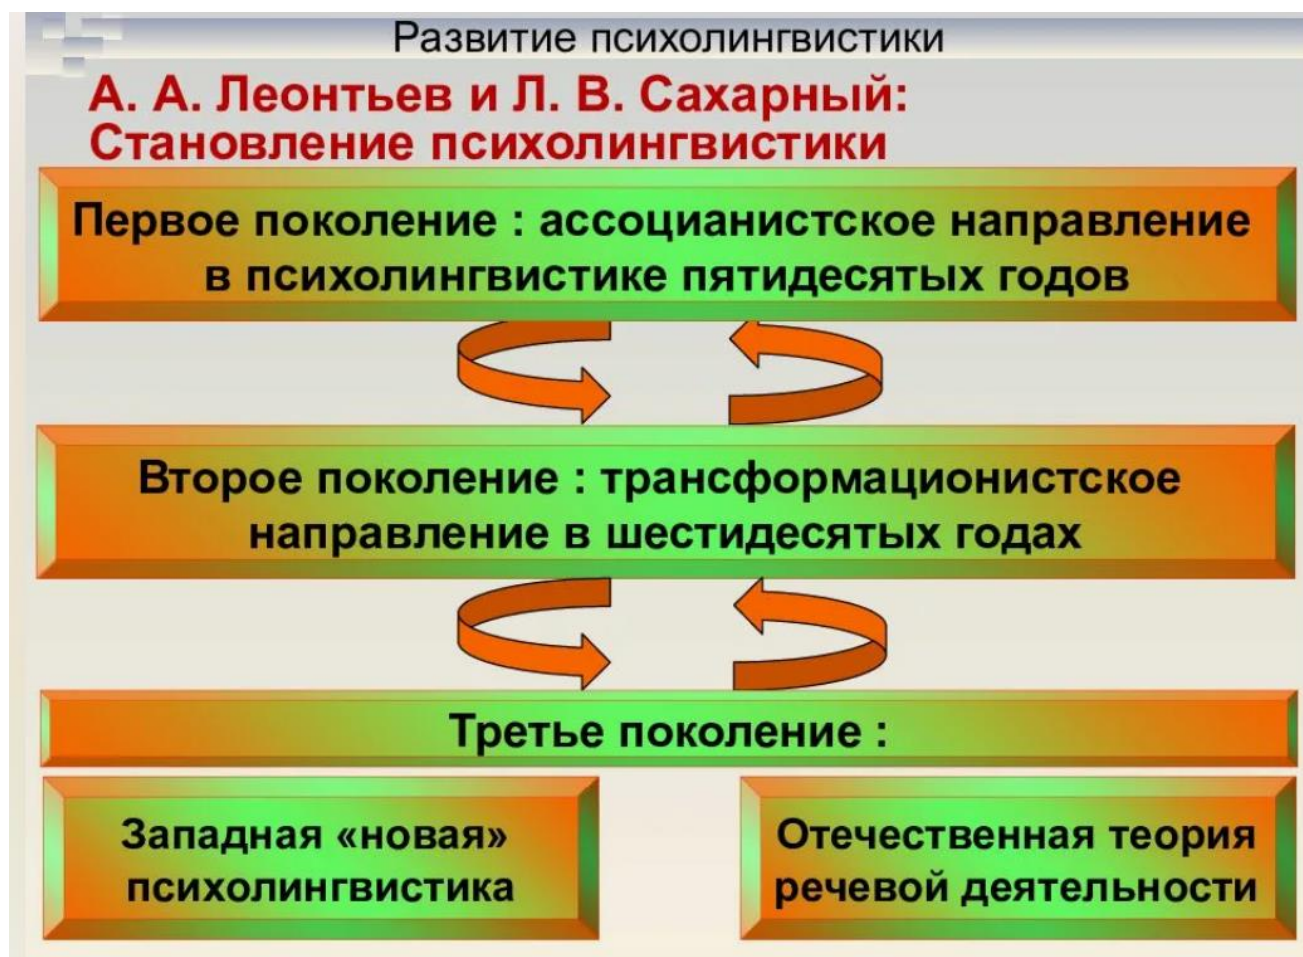 Развитие психолингвистики
А. А. Леонтьев и Л. В. Сахарный:
Становление психолингвистики
Первое поколение : ассоцианистское направление
в психолингвистике пятидесятых годов
Второе поколение : трансформационистское
направление в шестидесятых годах
Третье поколение :
Западная «новая»
психолингвистика
Отечественная теория
речевой деятельности